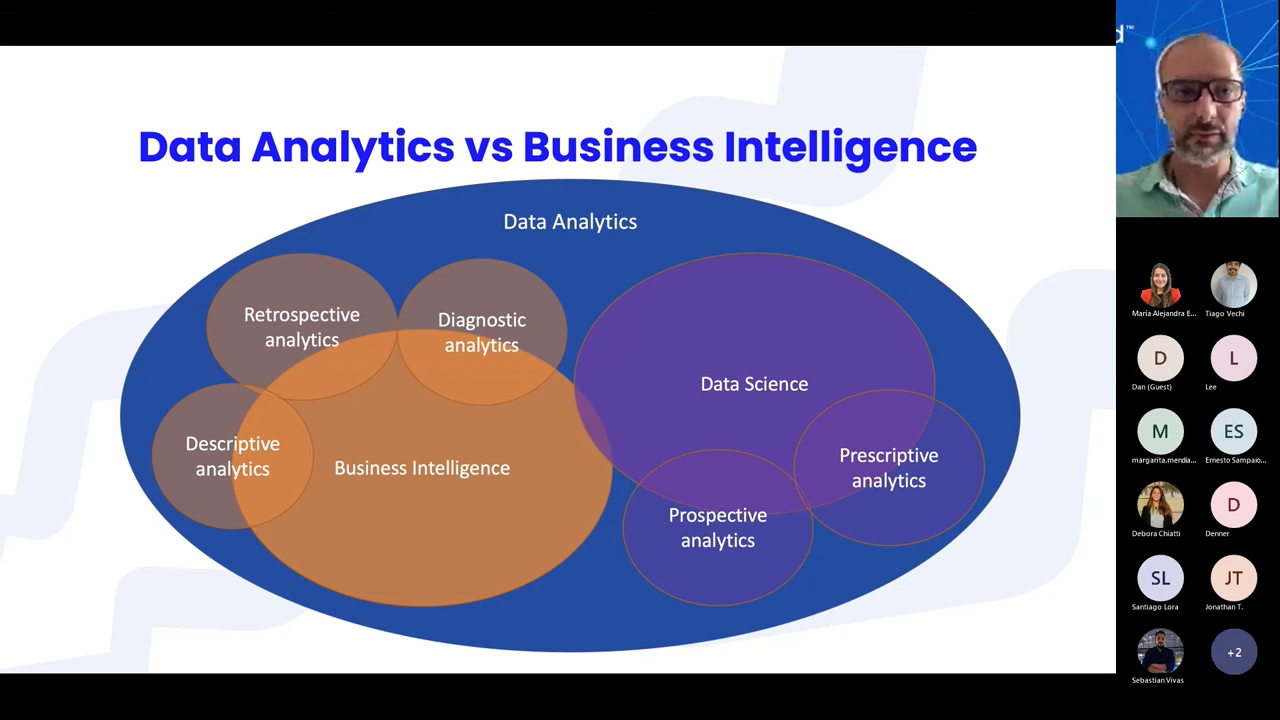 Data Analytics vs Business Intelligence
Data Analytics
Retrospective
analytics
Diagnostic
analytics
Data Science
Descriptive
analytics
Business Intelligence
Prescriptive
analytics
Prospective
analytics
d™
María Alejandra E...
Tiago Vechi
D
Dan (Guest)
L
Lee
M
margarita.mendia...
ES
Ernesto Sampaio...
Debora Chiatti
D
Denner
SL
Santiago Lora
JT
Jonathan T.
Sebastian Vivas
+2